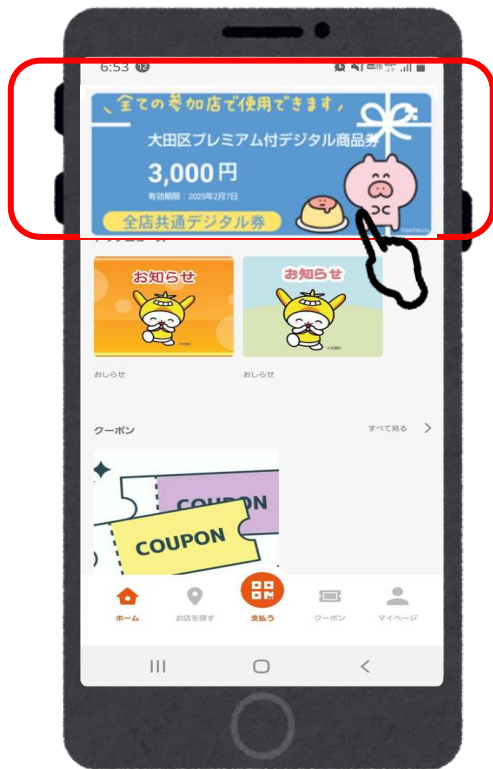 6:53 12
全ての参加店で使用できます
大田区プレミアム付デジタル商品券
3,000円
有効期限：2025年2月7日
全店共通デジタル券
お知らせ
お知らせ
おしらせ
おしらせ
クーポン
すべて見る
COUPON
COUPON
ホーム
お店を探す
支払う
クーポン
マイページ